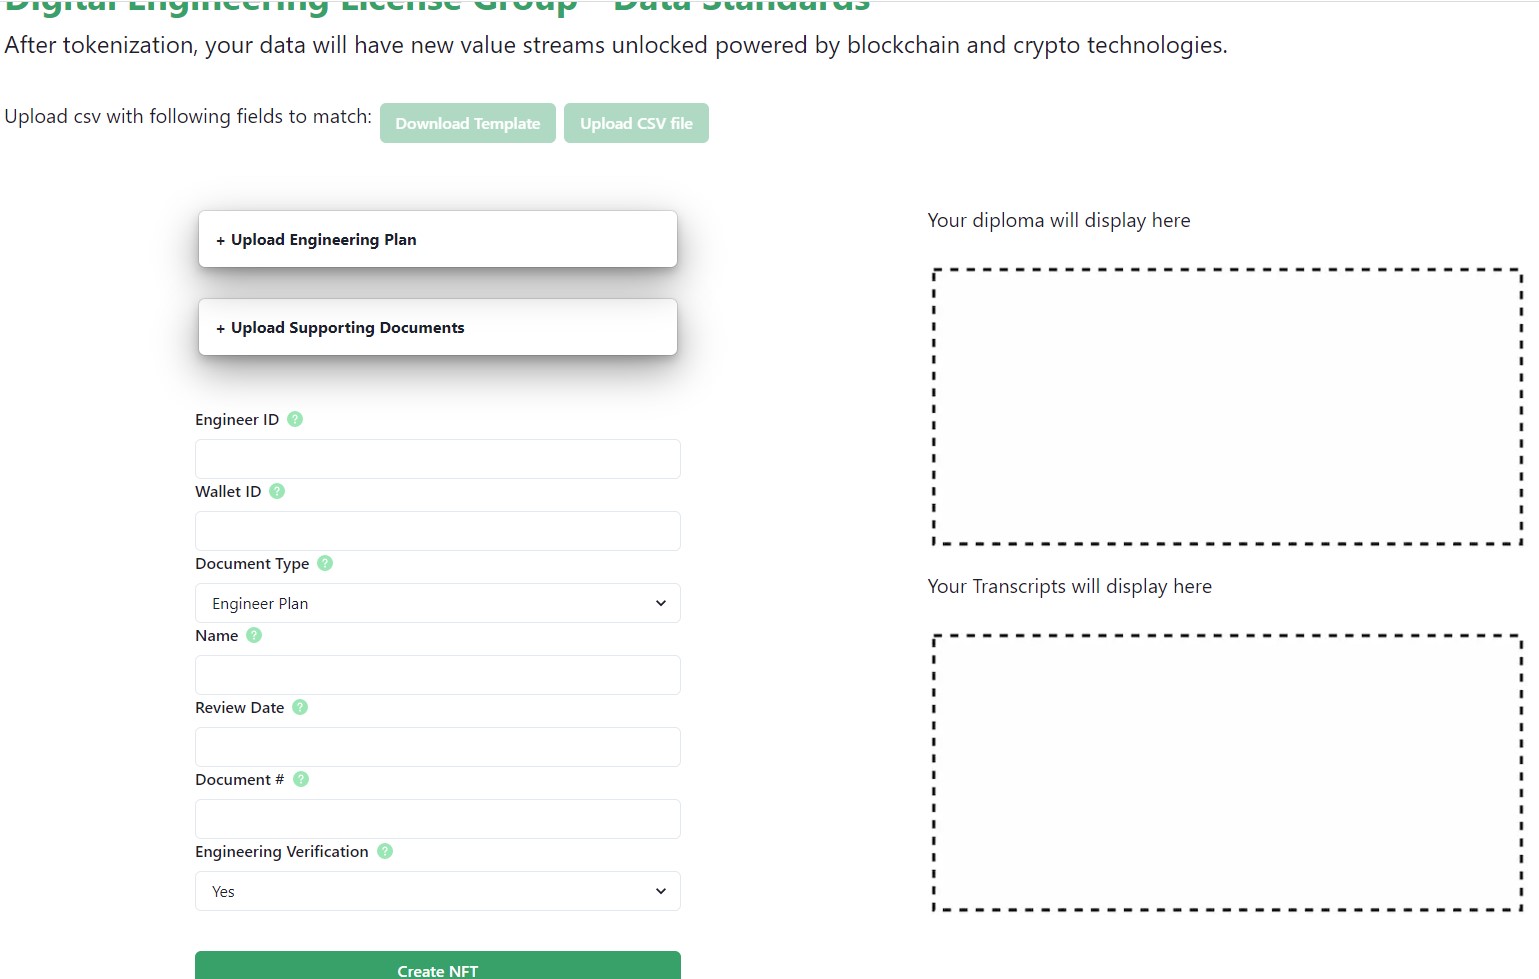 Digital Engineering License Group - Data Standards
After tokenization, your data will have new value streams unlocked powered by blockchain and crypto technologies.
Upload csv with following fields to match:
Download Template
Upload CSV file
+ Upload Engineering Plan
+ Upload Supporting Documents
Engineer ID ?
Wallet ID ?
Document Type ?
Engineer Plan
Name ?
Review Date ?
Document # ?
Engineering Verification ?
Yes
Create NFT
Your diploma will display here
Your Transcripts will display here